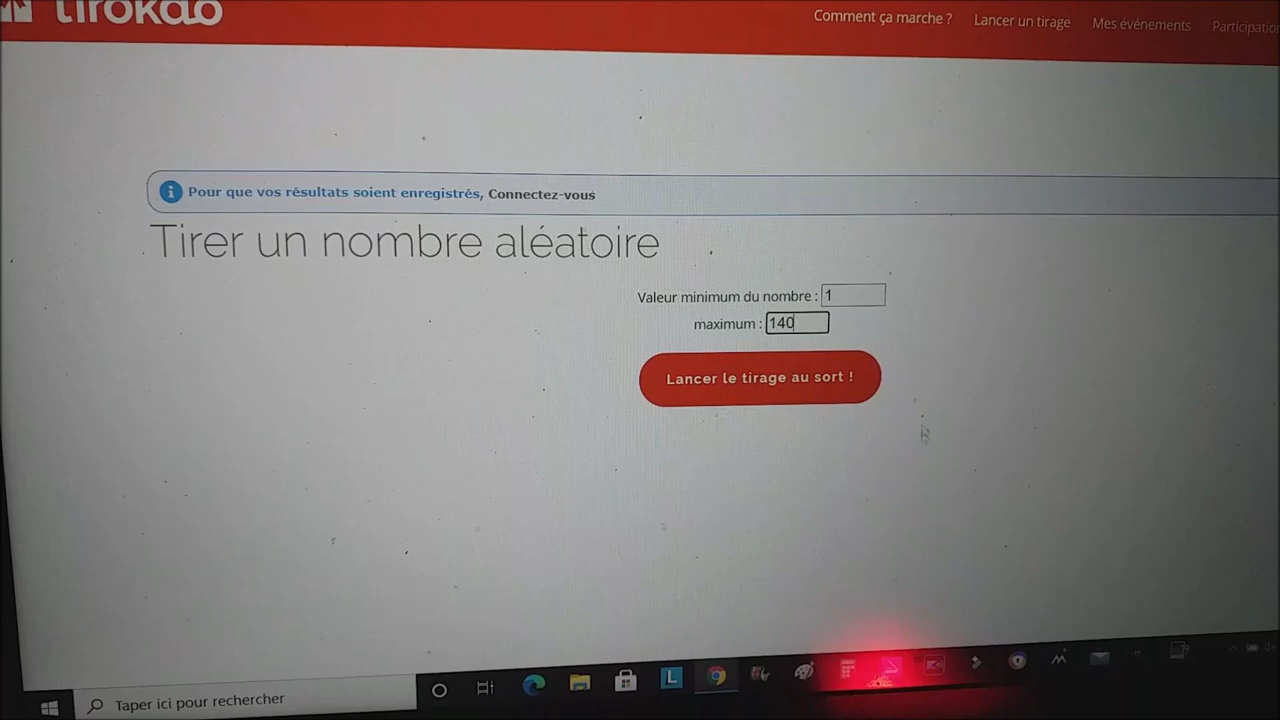 tirokado
Comment ça marche ? Lancer un tirage Mes événements Participation
Pour que vos résultats soient enregistrés, Connectez-vous
Tirer un nombre aléatoire
Valeur minimum du nombre : 1
maximum : 140
Lancer le tirage au sort !
L
Taper ici pour rechercher